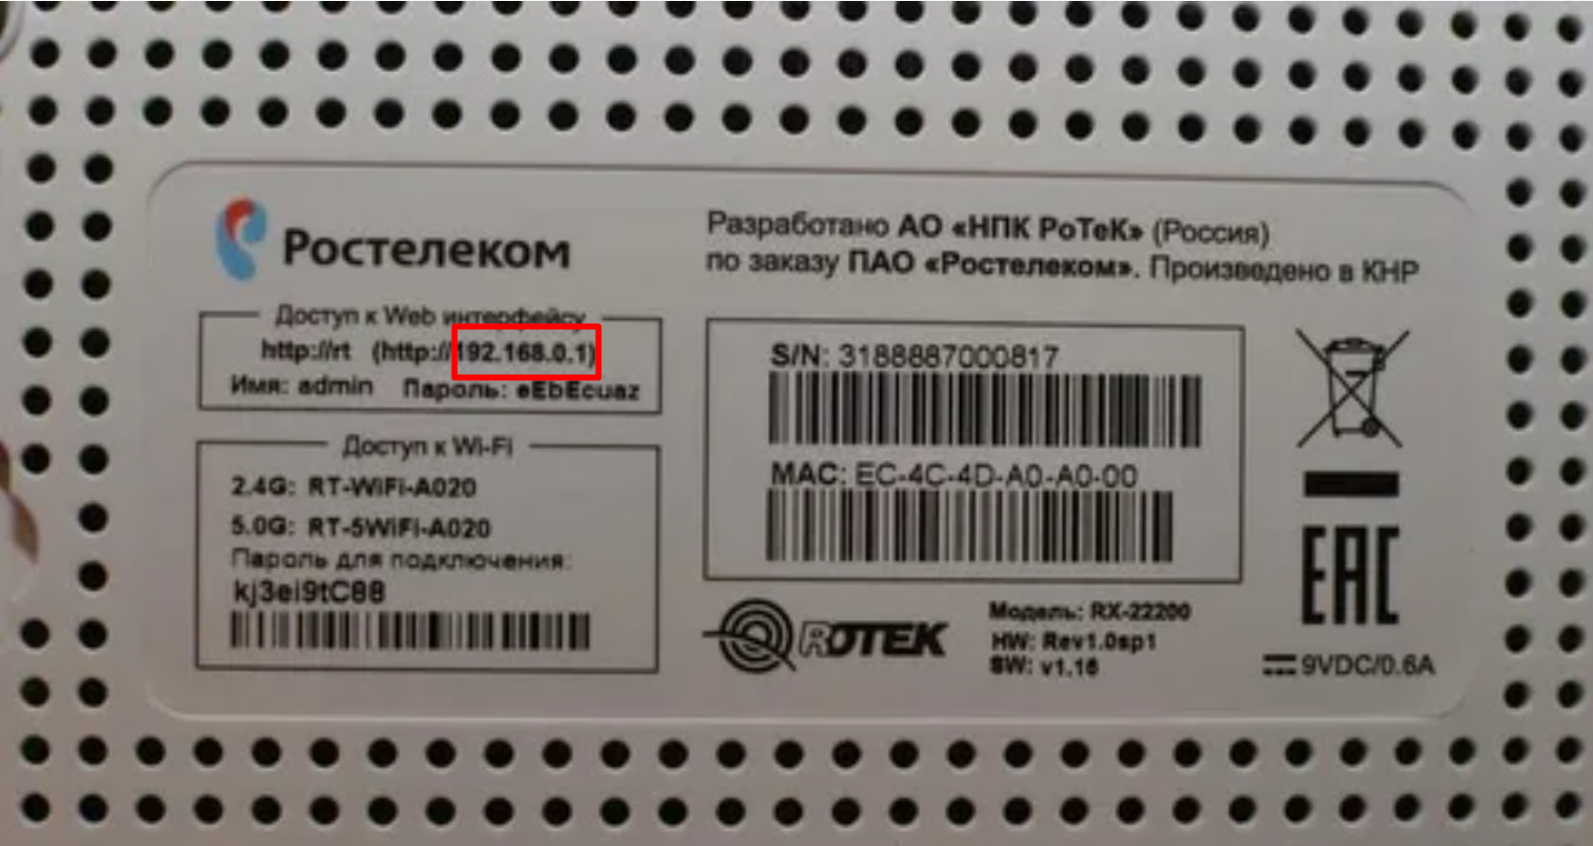 Ростелеком
Разработано АО «НПК РоТеК» (Россия)
по заказу ПАО «Ростелеком». Произведено в КНР
Доступ к Web интерфейсу
http://rt (http://192.168.0.1)
Имя: admin Пароль: eEbEcuaz
Доступ к Wi-Fi
2.4G: RT-WiFi-A020
5.0G: RT-5WiFi-A020
Пароль для подключения:
kj3ei9tC88
S/N: 3188887000817
MAC: EC-4C-4D-A0-A0-00
ROTEK
Модель: RX-22200
HW: Rev1.0sp1
SW: v1.16
EAC
9VDC/0.6A